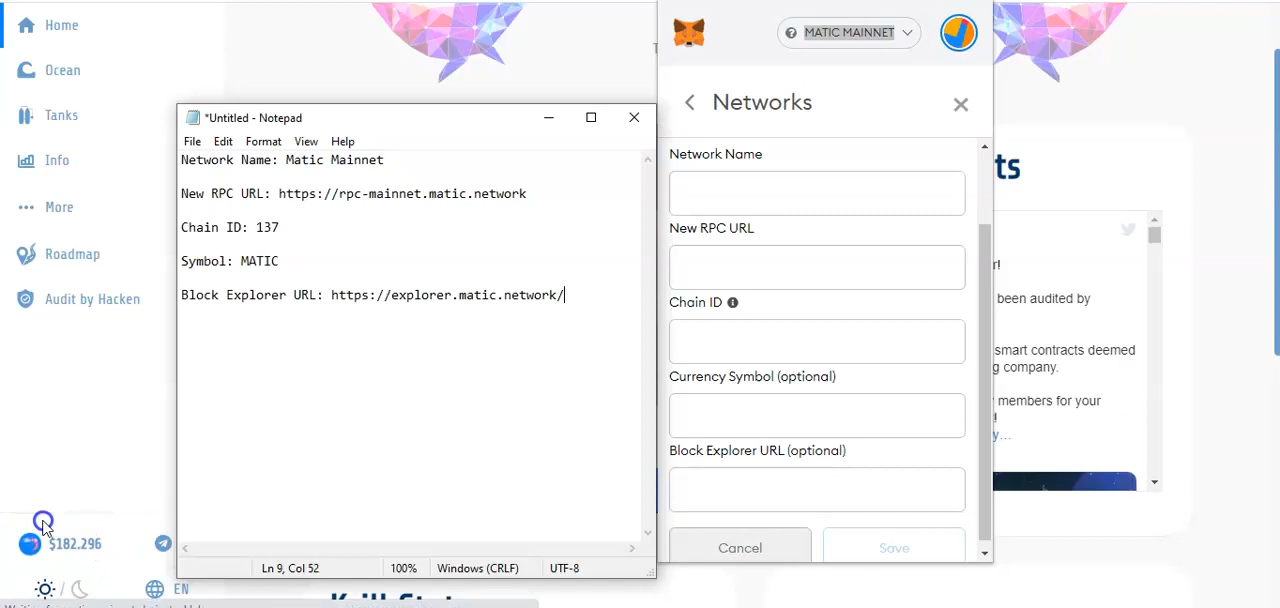 Home
Ocean
Tanks
Info
More
Roadmap
Audit by Hacken
$182.296
EN
*Untitled - Notepad
File Edit Format View Help
Network Name: Matic Mainnet
New RPC URL: https://rpc-mainnet.matic.network
Chain ID: 137
Symbol: MATIC
Block Explorer URL: https://explorer.matic.network/
Ln 9, Col 52 100% Windows (CRLF) UTF-8
MATIC MAINNET
Networks
Network Name
New RPC URL
Chain ID
Currency Symbol (optional)
Block Explorer URL (optional)
Cancel Save
ts
r!
been audited by
smart contracts deemed
g company.
members for your
!
y…